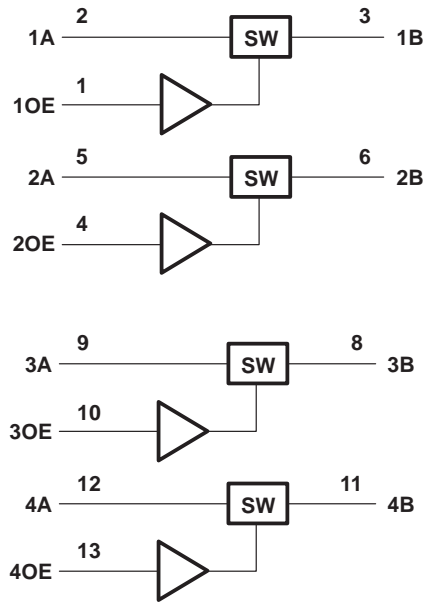 2 3
1A SW 1B
1
1OE
5 6
2A SW 2B
4
2OE
9 8
3A SW 3B
10
3OE
12 11
4A SW 4B
13
4OE